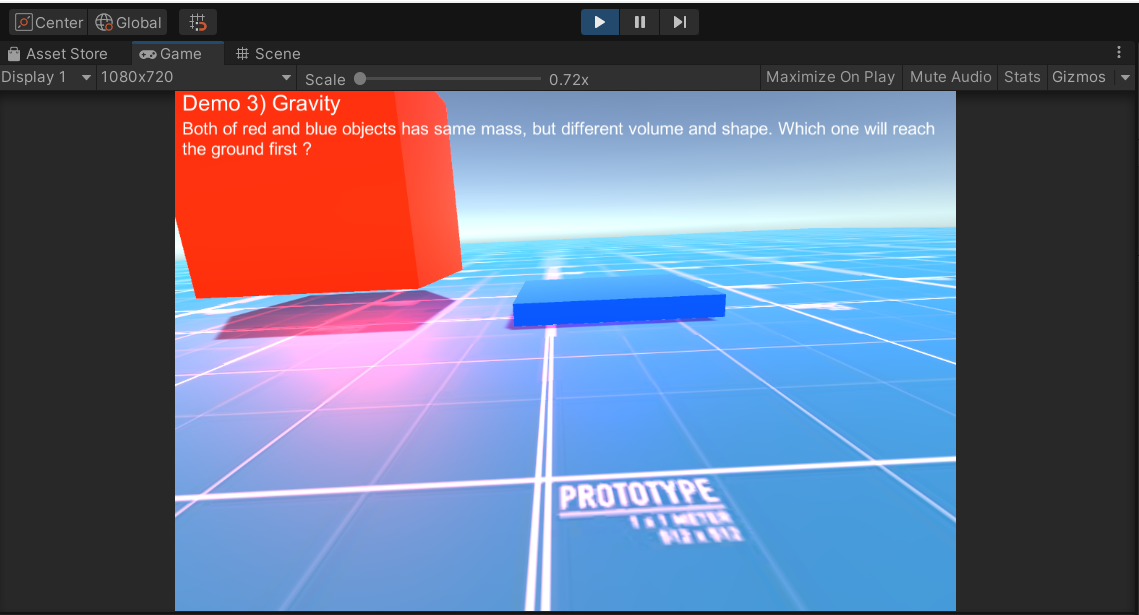 Center Global
Asset Store Game Scene
Display 1 1080x720 Scale 0.72x Maximize On Play Mute Audio Stats Gizmos
Demo 3) Gravity
Both of red and blue objects has same mass, but different volume and shape. Which one will reach
the ground first ?
PROTOTYPE
1 x 1 METER
512 x 512